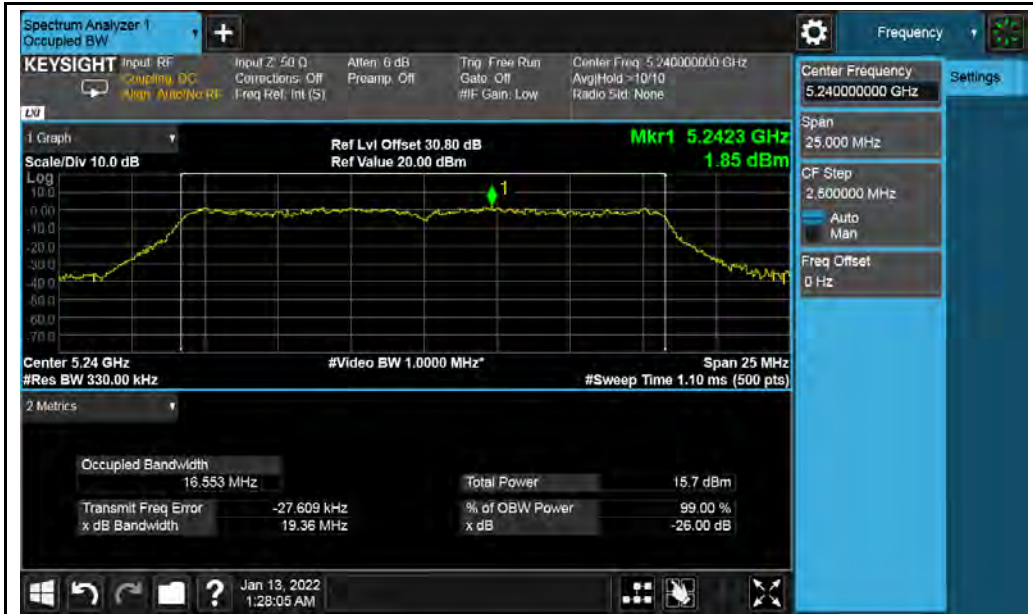 Spectrum Analyzer 1
Occupied BW
Frequency
KEYSIGHT
Input: RF
Coupling: DC
Align: Auto/No RF
Input Z: 50 Ω
Corrections: Off
Freq Ref: Int (S)
Atten: 6 dB
Preamp: Off
Trig: Free Run
Gate: Off
#IF Gain: Low
Center Freq: 5.240000000 GHz
Avg|Hold:>10/10
Radio Std: None
LXI
Center Frequency
5.240000000 GHz
Settings
Span
25.000 MHz
CF Step
2.500000 MHz
Auto
Man
Freq Offset
0 Hz
1 Graph
Scale/Div 10.0 dB
Ref Lvl Offset 30.80 dB
Ref Value 20.00 dBm
Mkr1 5.2423 GHz
1.85 dBm
Log
10.0
0.00
-10.0
-20.0
-30.0
-40.0
-50.0
-60.0
-70.0
1
Center 5.24 GHz
#Res BW 330.00 kHz
#Video BW 1.0000 MHz*
Span 25 MHz
#Sweep Time 1.10 ms (500 pts)
2 Metrics
Occupied Bandwidth
16.553 MHz
Total Power 15.7 dBm
Transmit Freq Error -27.609 kHz
% of OBW Power 99.00 %
x dB Bandwidth 19.36 MHz
x dB -26.00 dB
Jan 13, 2022
1:28:05 AM